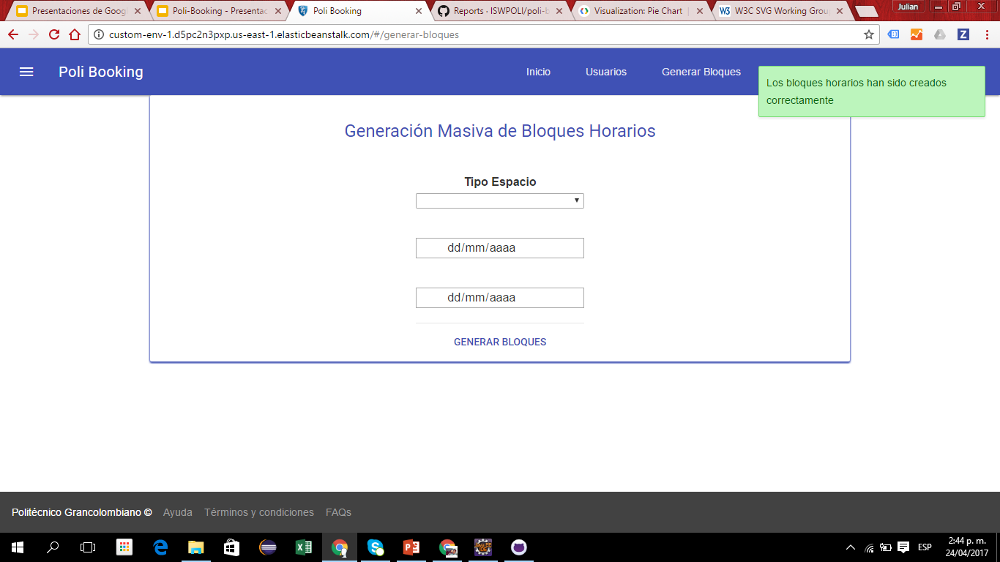 Presentaciones de Goog
Poli-Booking - Presentac
Poli Booking
Reports · ISWPOLI/poli-b
Visualization: Pie Chart
W3C SVG Working Grou
Julian
custom-env-1.d5pc2n3pxp.us-east-1.elasticbeanstalk.com/#/generar-bloques
Poli Booking
Inicio
Usuarios
Generar Bloques
Los bloques horarios han sido creados
correctamente
Generación Masiva de Bloques Horarios
Tipo Espacio
dd/mm/aaaa
dd/mm/aaaa
GENERAR BLOQUES
Politécnico Grancolombiano © Ayuda Términos y condiciones FAQs
ESP
2:44 p. m.
24/04/2017